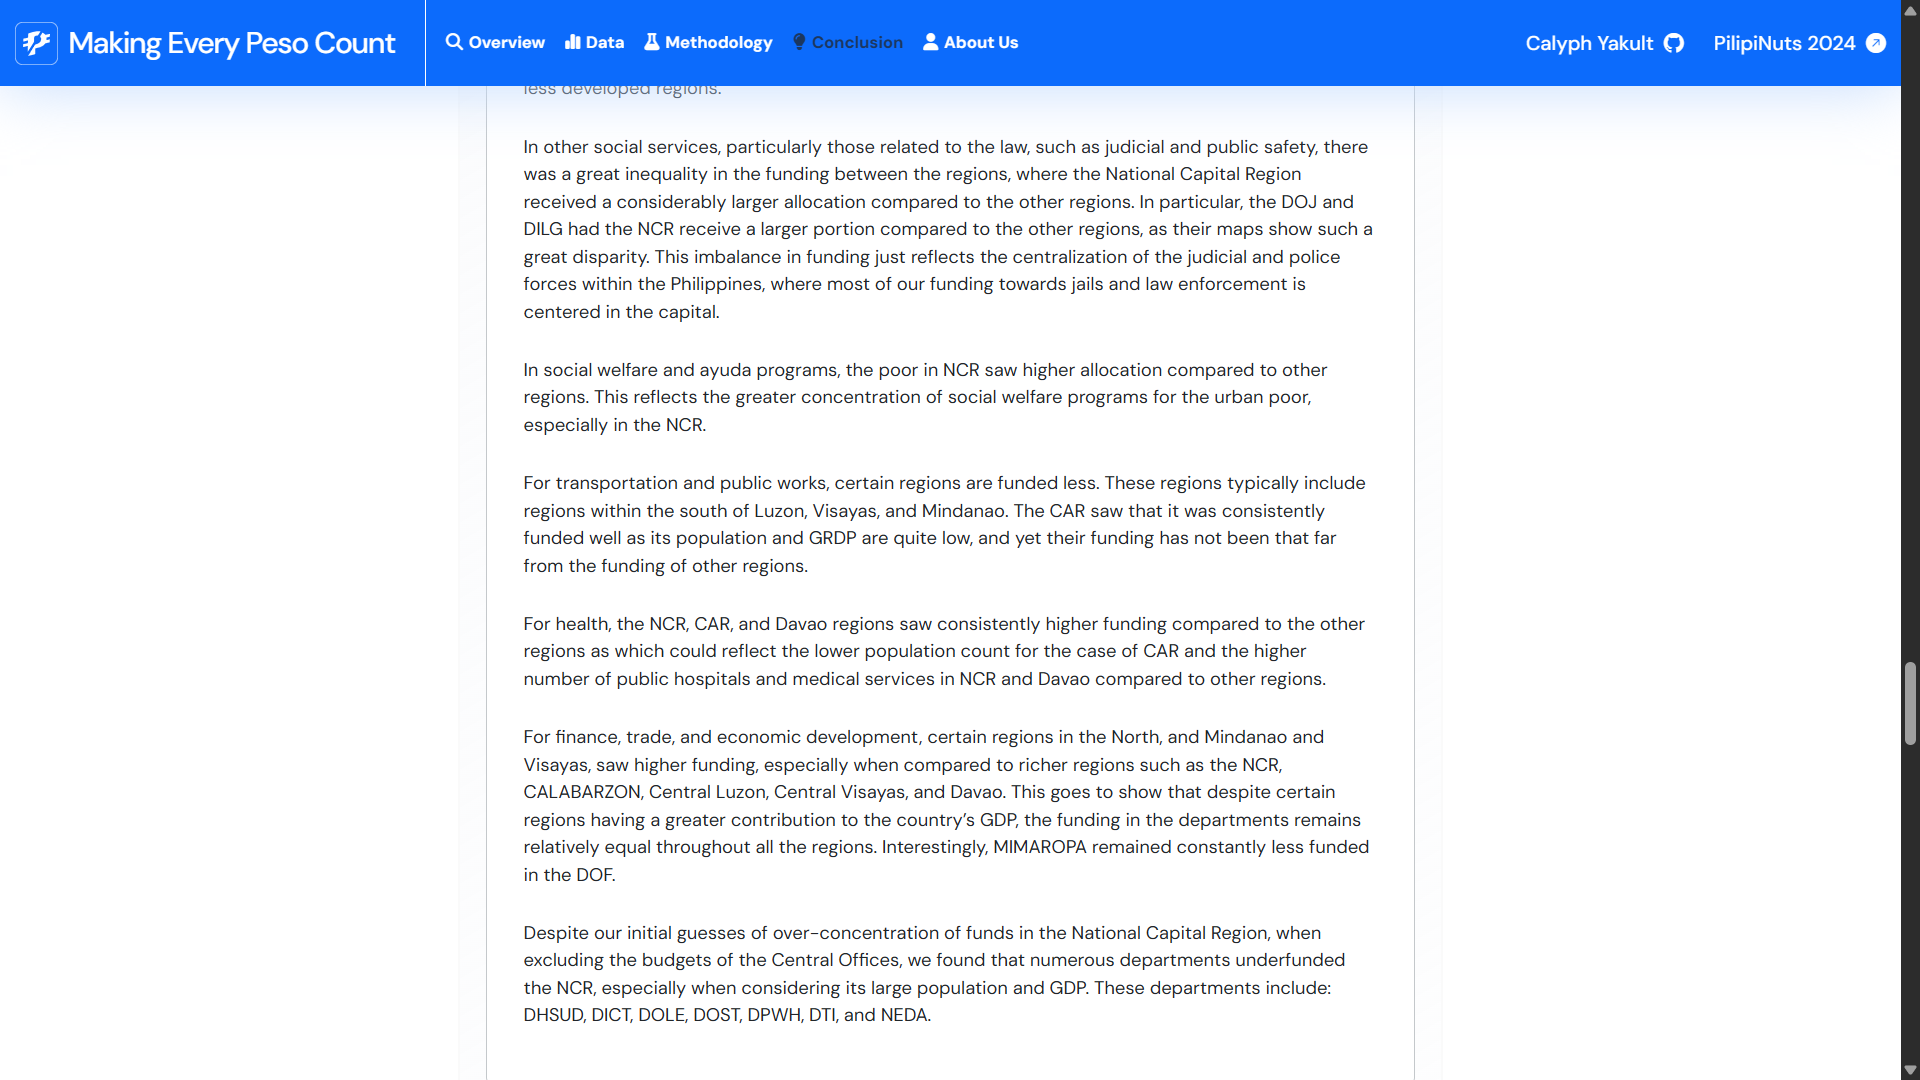 Making Every Peso Count
Overview
Data
Methodology
Conclusion
About Us
Calyph Yakult
PilipiNuts 2024
less developed regions.
In other social services, particularly those related to the law, such as judicial and public safety, there
was a great inequality in the funding between the regions, where the National Capital Region
received a considerably larger allocation compared to the other regions. In particular, the DOJ and
DILG had the NCR receive a larger portion compared to the other regions, as their maps show such a
great disparity. This imbalance in funding just reflects the centralization of the judicial and police
forces within the Philippines, where most of our funding towards jails and law enforcement is
centered in the capital.
In social welfare and ayuda programs, the poor in NCR saw higher allocation compared to other
regions. This reflects the greater concentration of social welfare programs for the urban poor,
especially in the NCR.
For transportation and public works, certain regions are funded less. These regions typically include
regions within the south of Luzon, Visayas, and Mindanao. The CAR saw that it was consistently
funded well as its population and GRDP are quite low, and yet their funding has not been that far
from the funding of other regions.
For health, the NCR, CAR, and Davao regions saw consistently higher funding compared to the other
regions as which could reflect the lower population count for the case of CAR and the higher
number of public hospitals and medical services in NCR and Davao compared to other regions.
For finance, trade, and economic development, certain regions in the North, and Mindanao and
Visayas, saw higher funding, especially when compared to richer regions such as the NCR,
CALABARZON, Central Luzon, Central Visayas, and Davao. This goes to show that despite certain
regions having a greater contribution to the country’s GDP, the funding in the departments remains
relatively equal throughout all the regions. Interestingly, MIMAROPA remained constantly less funded
in the DOF.
Despite our initial guesses of over-concentration of funds in the National Capital Region, when
excluding the budgets of the Central Offices, we found that numerous departments underfunded
the NCR, especially when considering its large population and GDP. These departments include:
DHSUD, DICT, DOLE, DOST, DPWH, DTI, and NEDA.